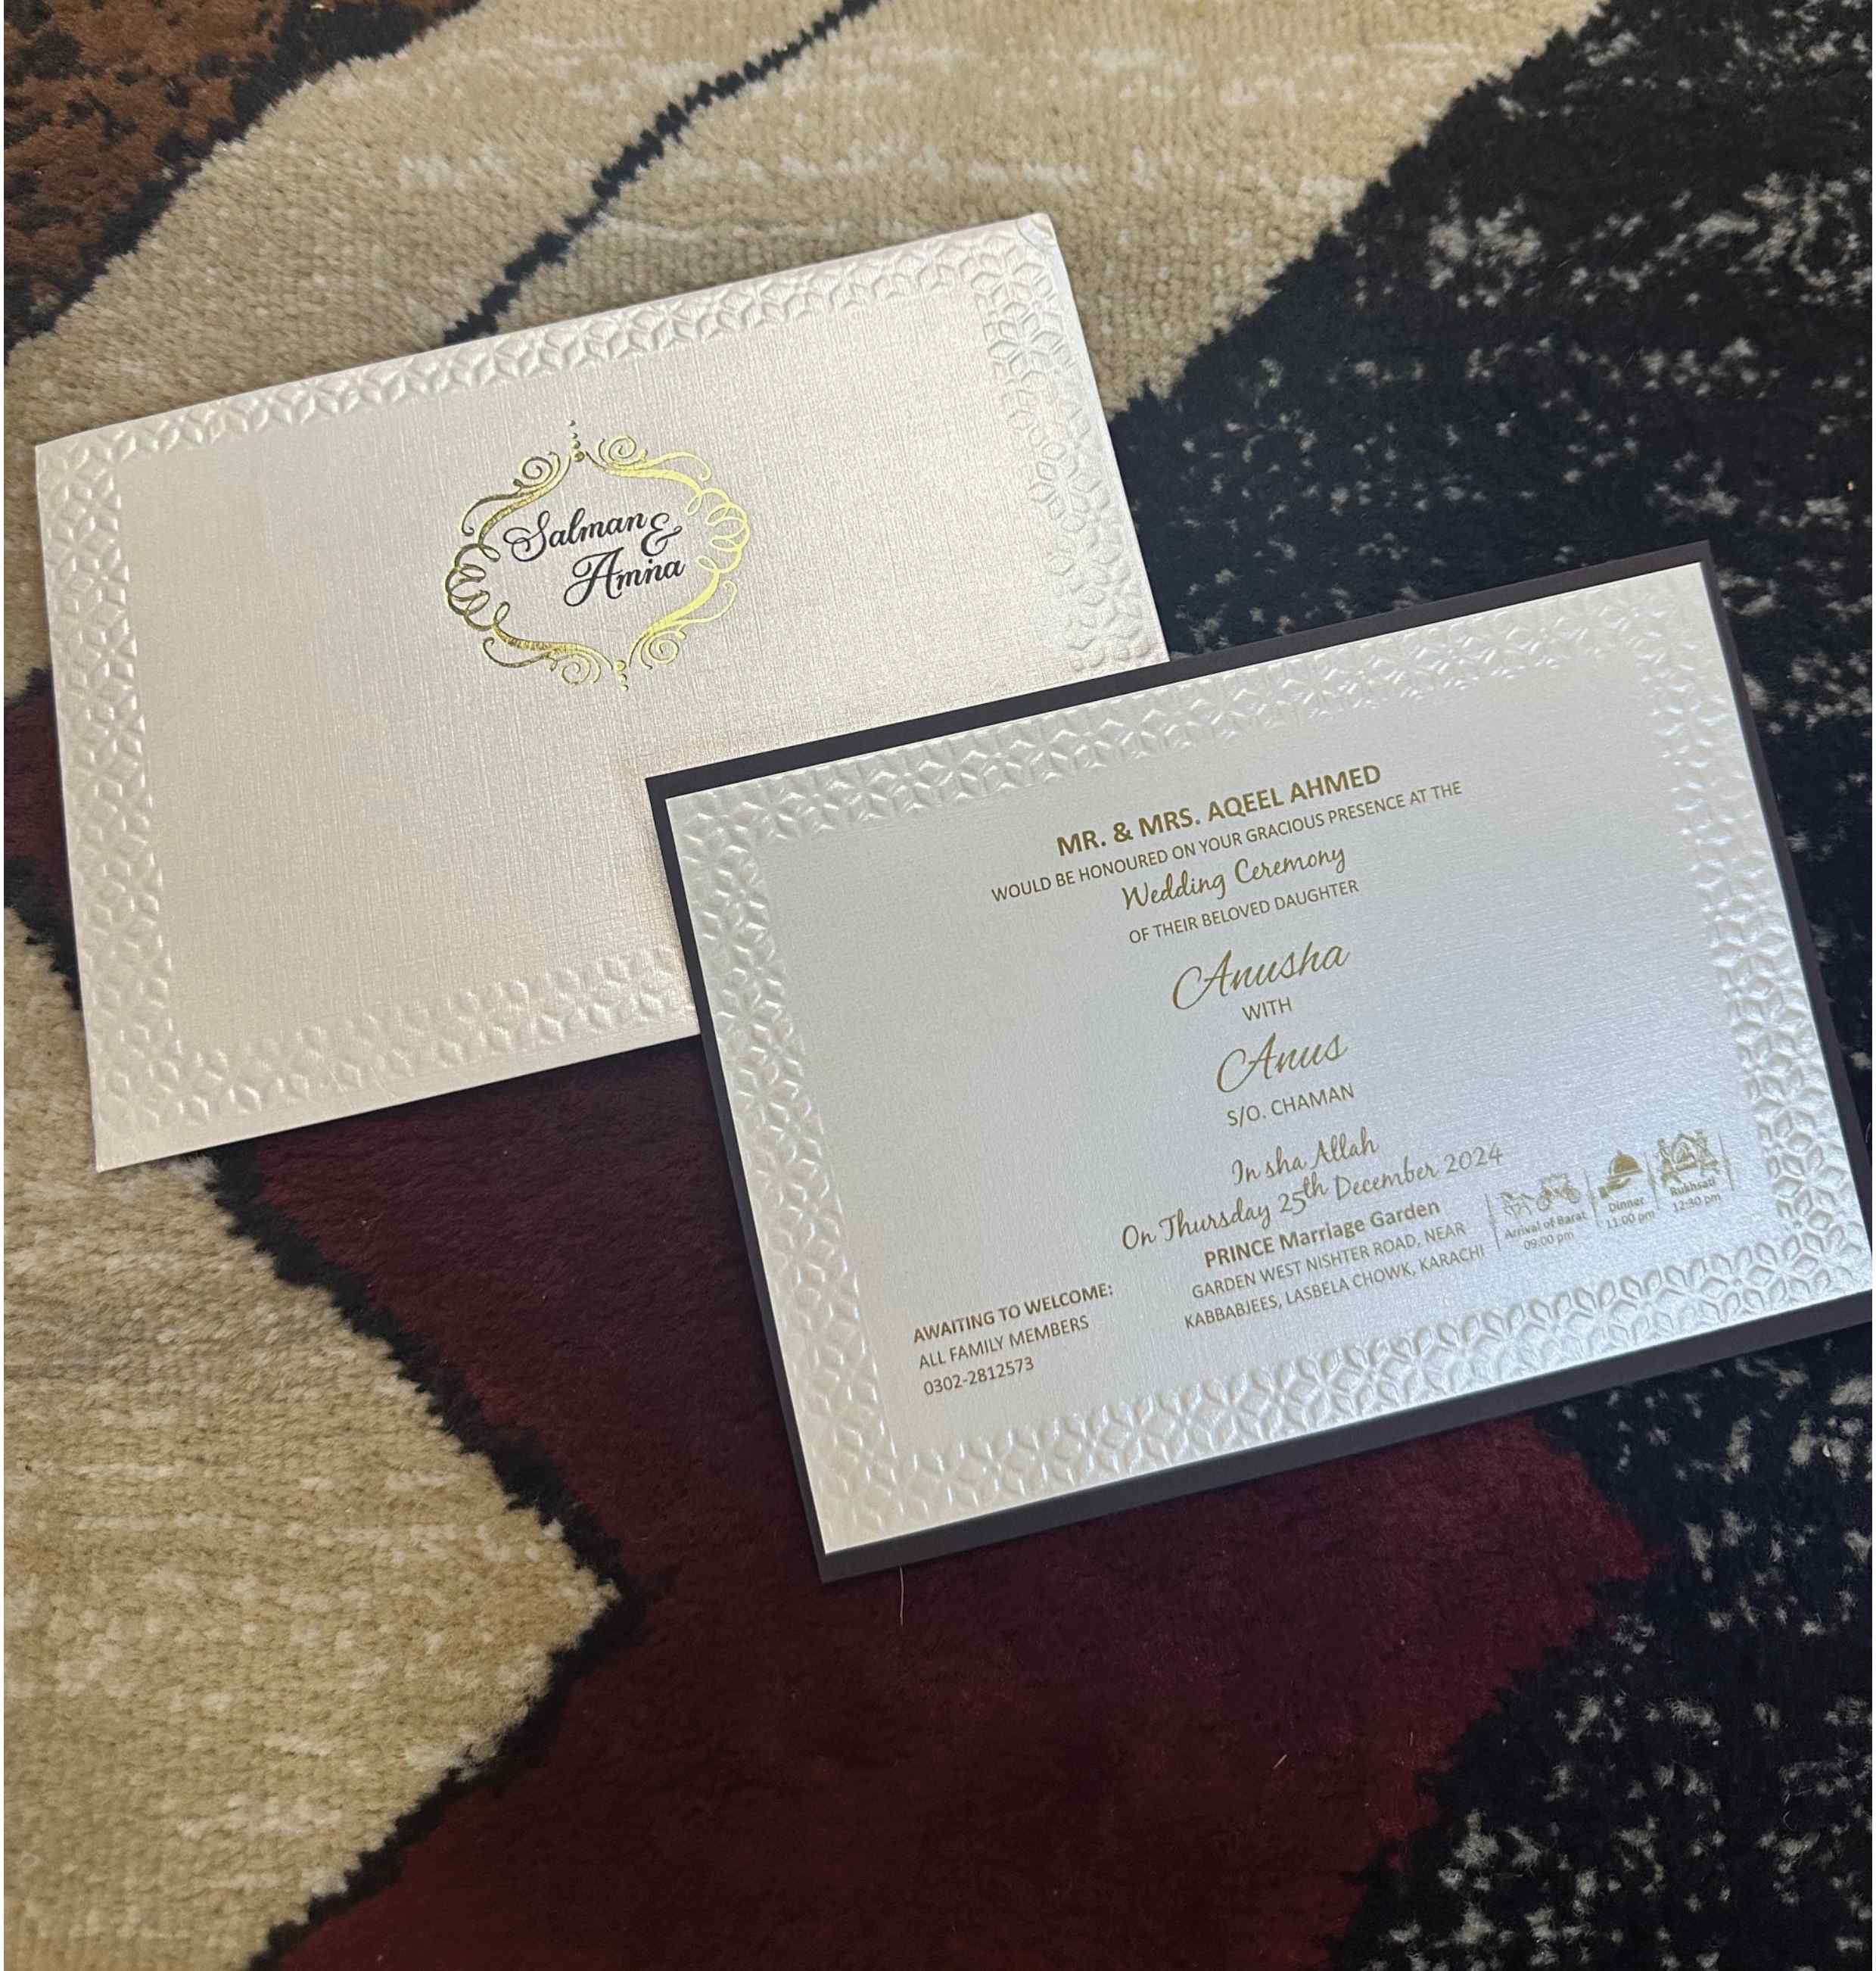 Salman &
Amna
MR. & MRS. AQEEL AHMED
WOULD BE HONOURED ON YOUR GRACIOUS PRESENCE AT THE
Wedding Ceremony
OF THEIR BELOVED DAUGHTER
Anusha
WITH
Anus
S/O. CHAMAN
In sha Allah
On Thursday 25th December 2024
PRINCE Marriage Garden
GARDEN WEST NISHTER ROAD, NEAR
KABBABJEES, LASBELA CHOWK, KARACHI
Arrival of Barat
09:00 pm
Dinner
11:00 pm
Rukhsati
12:30 pm
AWAITING TO WELCOME:
ALL FAMILY MEMBERS
0302-2812573